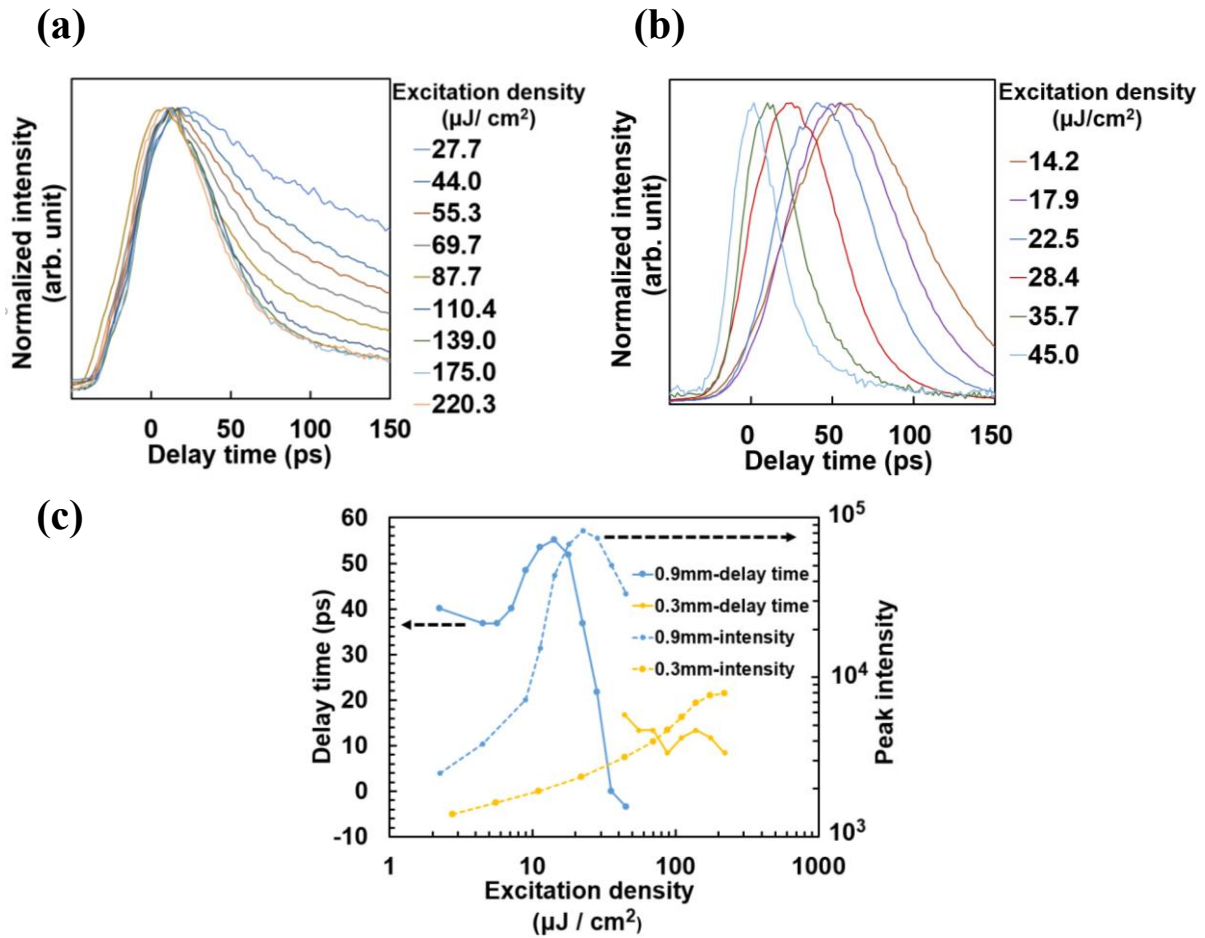 (a)
(b)
Normalized intensity
(arb. unit)
Excitation density
(μJ/ cm²)
27.7
44.0
55.3
69.7
87.7
110.4
139.0
175.0
220.3
0
50
100
150
Delay time (ps)
Normalized intensity
(arb. unit)
Excitation density
(μJ/cm²)
14.2
17.9
22.5
28.4
35.7
45.0
0
50
100
150
Delay time (ps)
(c)
Delay time (ps)
60
50
40
30
20
10
0
-10
0.9mm-delay time
0.3mm-delay time
0.9mm-intensity
0.3mm-intensity
10⁵
10⁴
10³
Peak intensity
1
10
100
1000
Excitation density
(μJ / cm²)